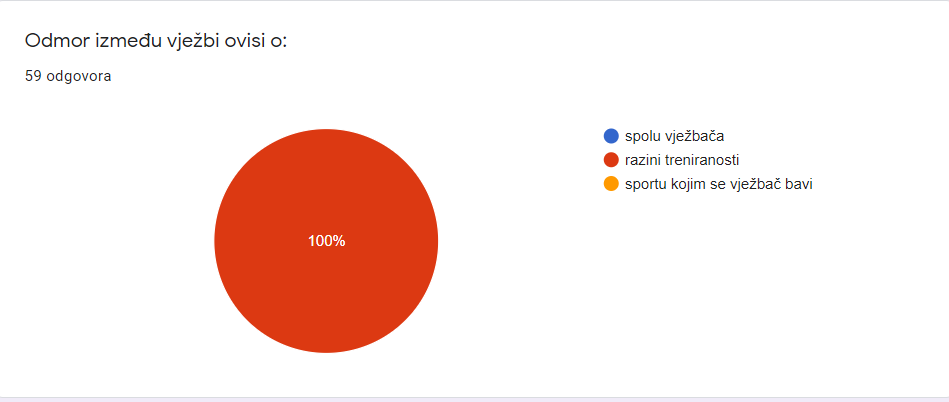 Odmor između vježbi ovisi o:
59 odgovora
100%
spolu vježbača
razini treniranosti
sportu kojim se vježbač bavi